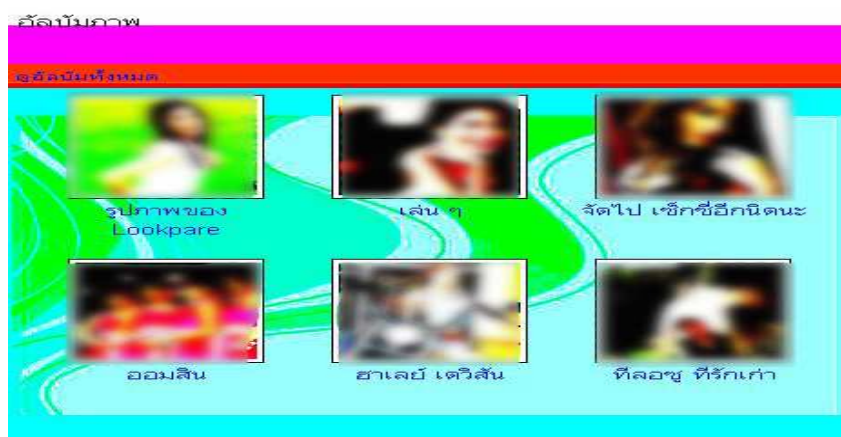 อัลบัมภาพ
ดูอัลบัมทั้งหมด
รูปภาพของ
Lookpare
เล่น ๆ
จัดไป เซ็กซี่อีกนิดนะ
ออมสิน
ฮาเลย์ เดวิสัน
ทีลอซู ที่รักเก่า